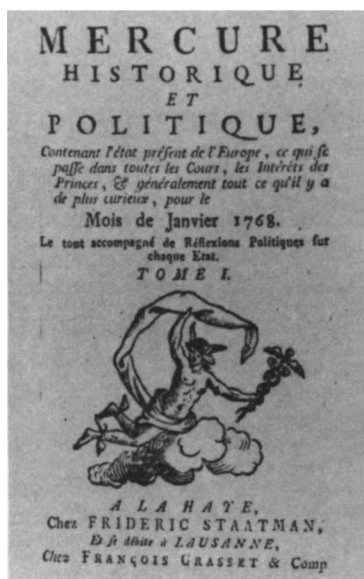 MERCURE
HISTORIQUE
ET
POLITIQUE,
Contenant l'état préſent de l'Europe, ce qui ſe
paſſe dans toutes les Cours, les Intérêts des
Princes, & généralement tout ce qu'il y a
de plus curieux, pour le
Mois de Janvier 1768.
Le tout accompagné de Réflexions Politiques ſur
chaque Etat.
TOME I.
A LA HAYE,
Chez FRIDERIC STAATMAN,
Et ſe débite à LAUSANNE,
Chez FRANÇOIS GRASSET & Comp